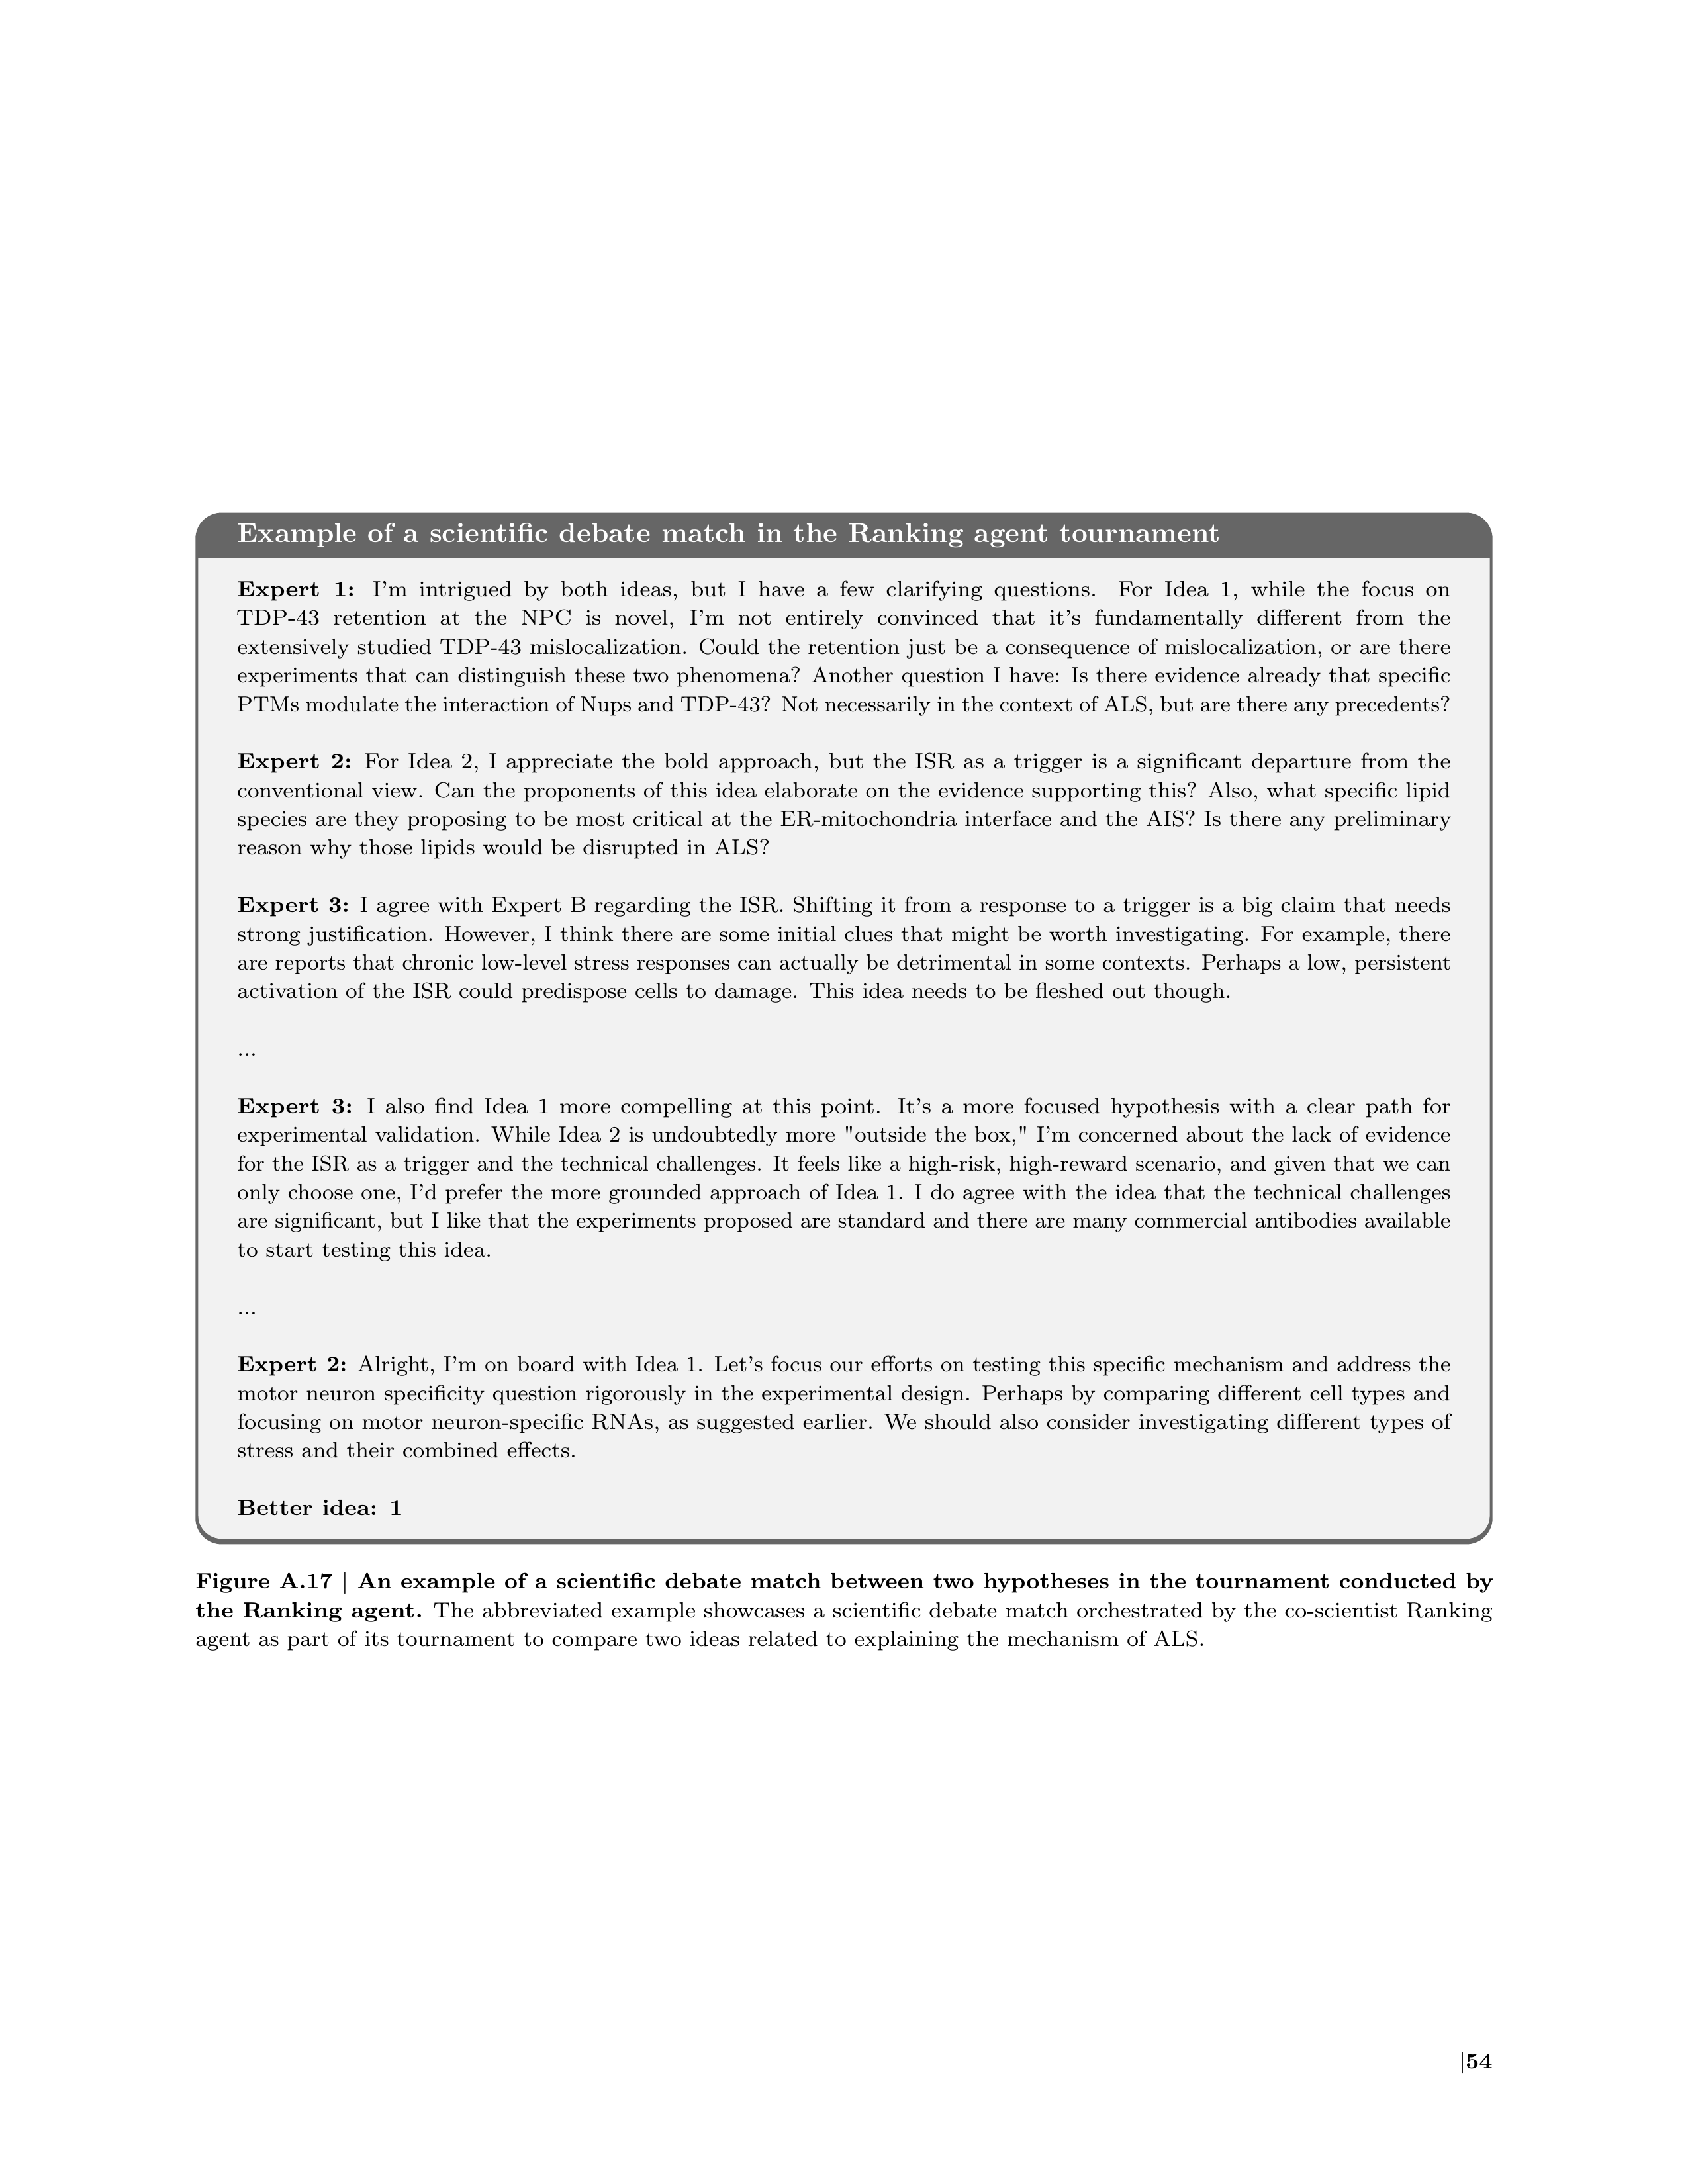 Example of a scientific debate match in the Ranking agent tournament
Expert 1: I'm intrigued by both ideas, but I have a few clarifying questions. For Idea 1, while the focus on
TDP-43 retention at the NPC is novel, I'm not entirely convinced that it's fundamentally different from the
extensively studied TDP-43 mislocalization. Could the retention just be a consequence of mislocalization, or are there
experiments that can distinguish these two phenomena? Another question I have: Is there evidence already that specific
PTMs modulate the interaction of Nups and TDP-43? Not necessarily in the context of ALS, but are there any precedents?
Expert 2: For Idea 2, I appreciate the bold approach, but the ISR as a trigger is a significant departure from the
conventional view. Can the proponents of this idea elaborate on the evidence supporting this? Also, what specific lipid
species are they proposing to be most critical at the ER-mitochondria interface and the AIS? Is there any preliminary
reason why those lipids would be disrupted in ALS?
Expert 3: I agree with Expert B regarding the ISR. Shifting it from a response to a trigger is a big claim that needs
strong justification. However, I think there are some initial clues that might be worth investigating. For example, there
are reports that chronic low-level stress responses can actually be detrimental in some contexts. Perhaps a low, persistent
activation of the ISR could predispose cells to damage. This idea needs to be fleshed out though.
...
Expert 3: I also find Idea 1 more compelling at this point. It's a more focused hypothesis with a clear path for
experimental validation. While Idea 2 is undoubtedly more "outside the box," I'm concerned about the lack of evidence
for the ISR as a trigger and the technical challenges. It feels like a high-risk, high-reward scenario, and given that we can
only choose one, I'd prefer the more grounded approach of Idea 1. I do agree with the idea that the technical challenges
are significant, but I like that the experiments proposed are standard and there are many commercial antibodies available
to start testing this idea.
...
Expert 2: Alright, I'm on board with Idea 1. Let's focus our efforts on testing this specific mechanism and address the
motor neuron specificity question rigorously in the experimental design. Perhaps by comparing different cell types and
focusing on motor neuron-specific RNAs, as suggested earlier. We should also consider investigating different types of
stress and their combined effects.
Better idea: 1
Figure A.17 | An example of a scientific debate match between two hypotheses in the tournament conducted by
the Ranking agent. The abbreviated example showcases a scientific debate match orchestrated by the co-scientist Ranking
agent as part of its tournament to compare two ideas related to explaining the mechanism of ALS.
|54